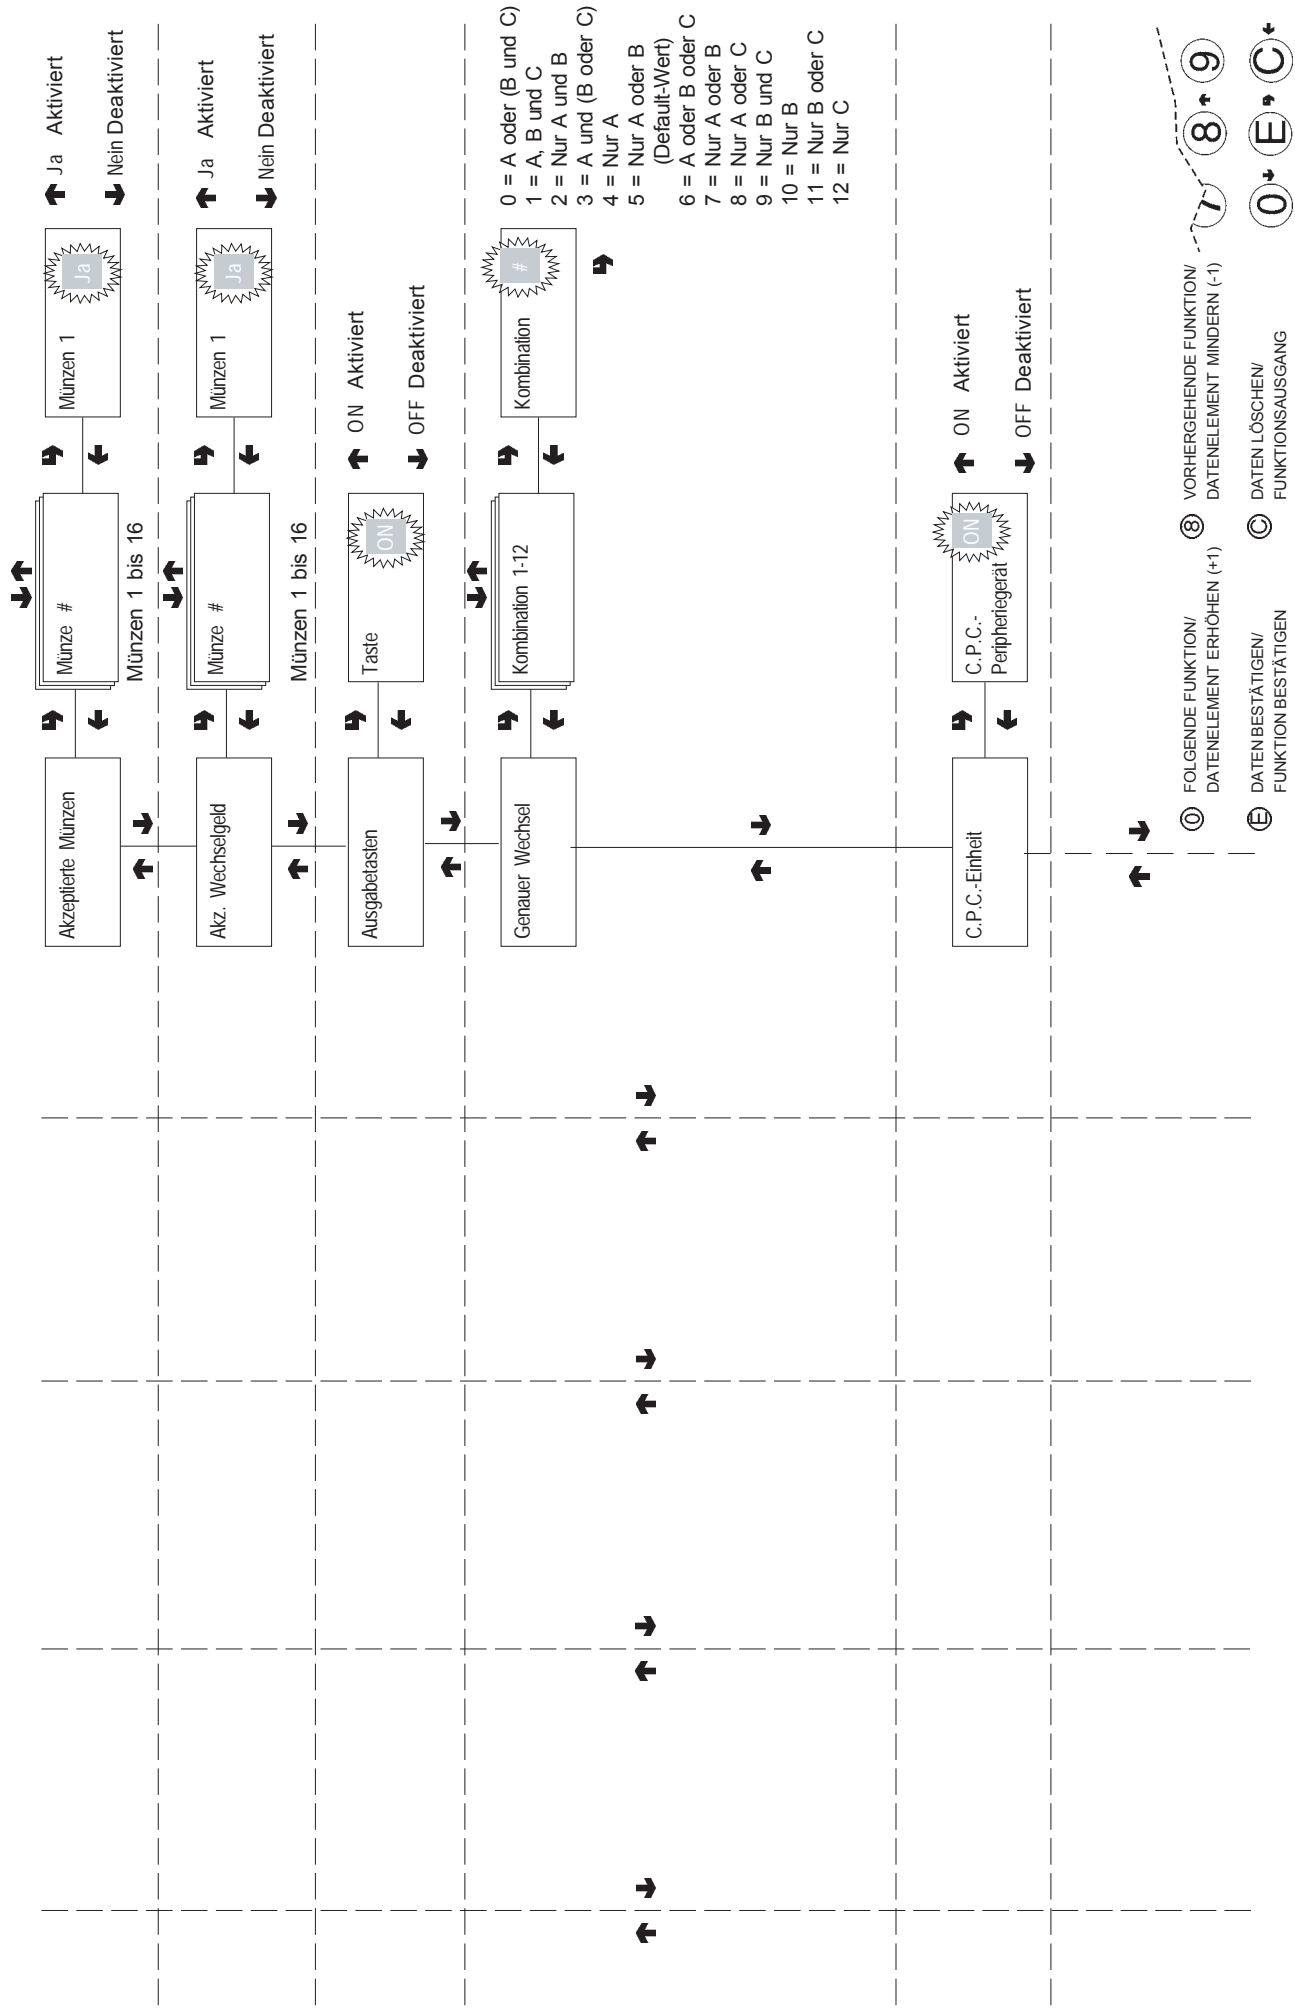 Akzeptierte Münzen
Münze #
Münzen 1 bis 16
Münzen 1
Ja
Ja Aktiviert
Nein Deaktiviert
Akz. Wechselgeld
Münze #
Münzen 1 bis 16
Münzen 1
Ja
Ja Aktiviert
Nein Deaktiviert
Ausgabetasten
Taste
ON
ON Aktiviert
OFF Deaktiviert
Genauer Wechsel
Kombination 1-12
Kombination
#
0 = A oder (B und C)
1 = A, B und C
2 = Nur A und B
3 = A und (B oder C)
4 = Nur A
5 = Nur A oder B
(Default-Wert)
6 = A oder B oder C
7 = Nur A oder B
8 = Nur A oder C
9 = Nur B und C
10 = Nur B
11 = Nur B oder C
12 = Nur C
C.P.C.-Einheit
C.P.C.-
Peripheriegerät
ON
ON Aktiviert
OFF Deaktiviert
0 FOLGENDE FUNKTION/
DATENELEMENT ERHÖHEN (+1)
8 VORHERGEHENDE FUNKTION/
DATENELEMENT MINDERN (-1)
E DATEN BESTÄTIGEN/
FUNKTION BESTÄTIGEN
C DATEN LÖSCHEN/
FUNKTIONSAUSGANG
7 8 9
0 E C